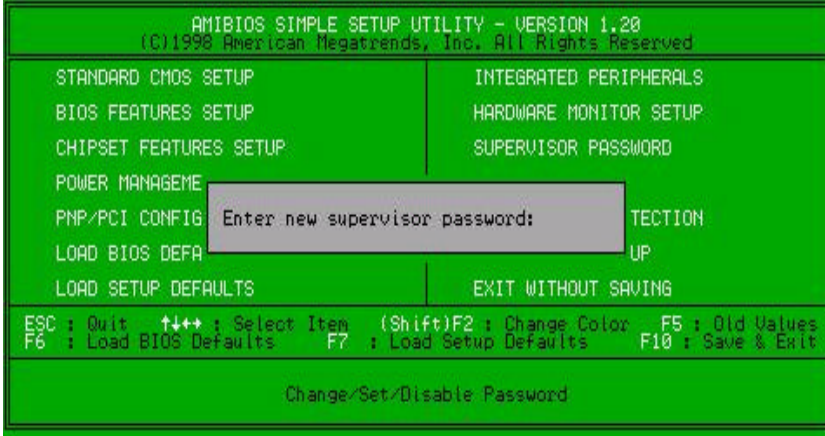 AMIBIOS SIMPLE SETUP UTILITY - VERSION 1.20
(C)1998 American Megatrends, Inc. All Rights Reserved
STANDARD CMOS SETUP
INTEGRATED PERIPHERALS
BIOS FEATURES SETUP
HARDWARE MONITOR SETUP
CHIPSET FEATURES SETUP
SUPERVISOR PASSWORD
POWER MANAGEME
PNP/PCI CONFIG
Enter new supervisor password:
TECTION
LOAD BIOS DEFA
UP
LOAD SETUP DEFAULTS
EXIT WITHOUT SAVING
ESC : Quit ↑↓←→ : Select Item (Shift)F2 : Change Color F5 : Old Values
F6 : Load BIOS Defaults F7 : Load Setup Defaults F10 : Save & Exit
Change/Set/Disable Password